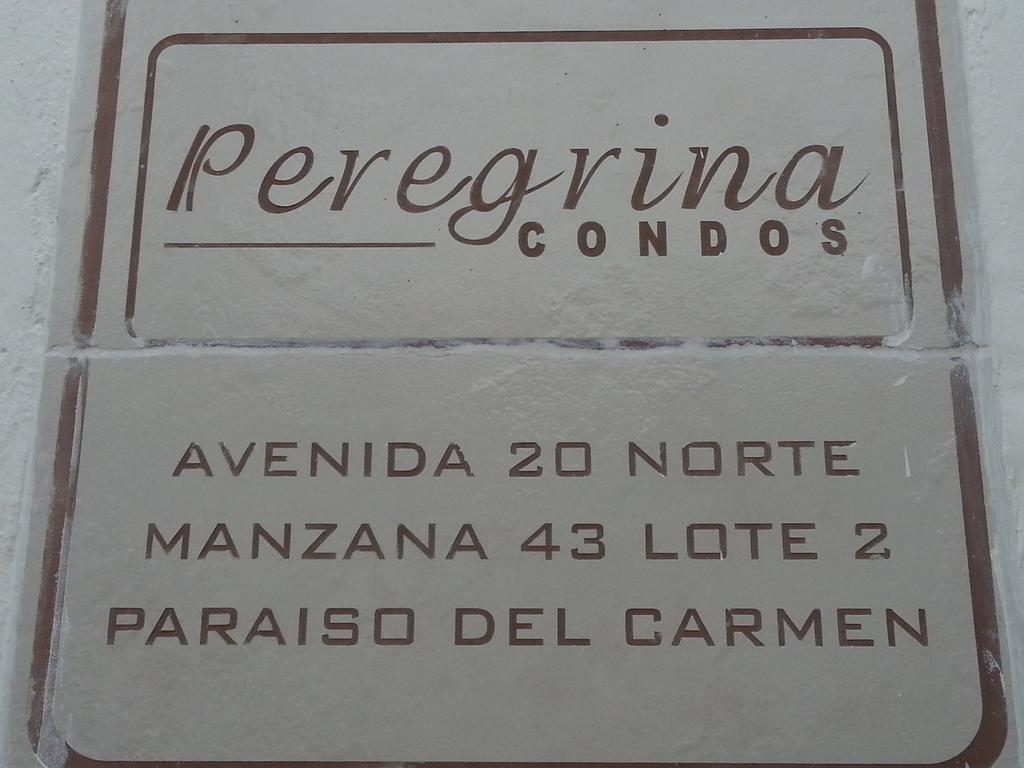 Peregrina
CONDOS
AVENIDA 20 NORTE
MANZANA 43 LOTE 2
PARAISO DEL CARMEN